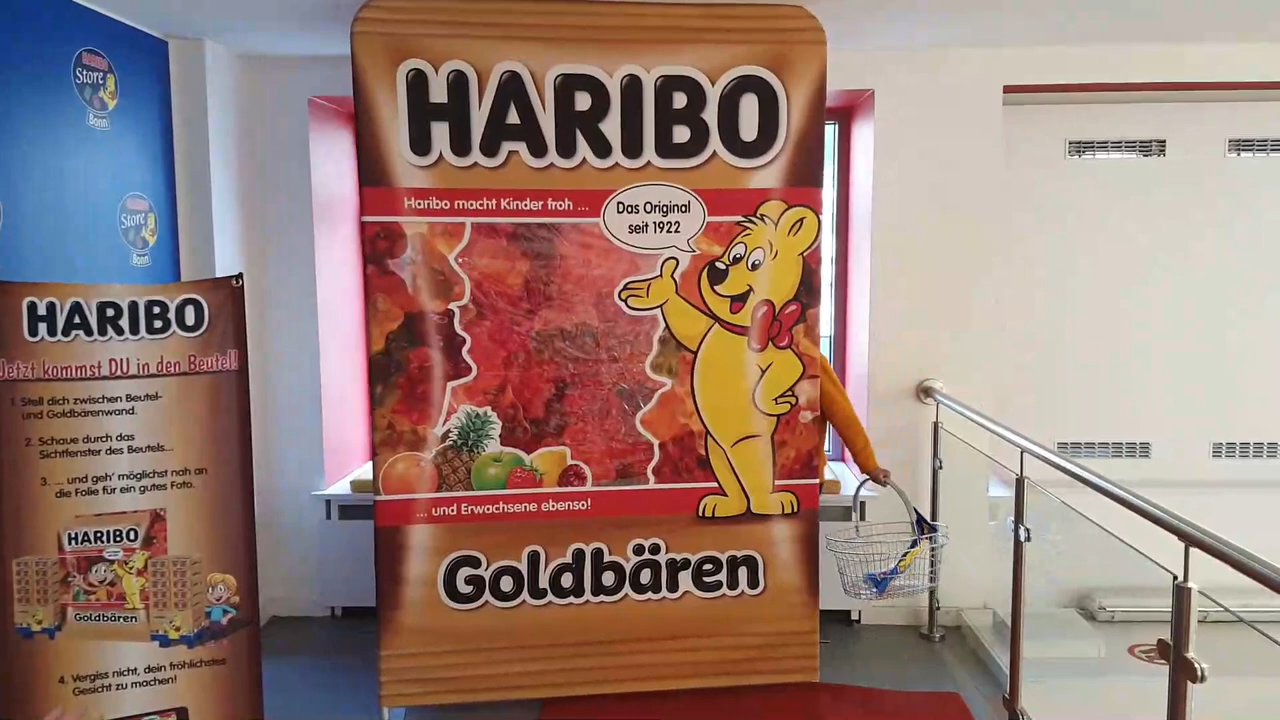 HARIBO
Store
Bonn
Store
Bonn
HARIBO
Jetzt kommst DU in den Beutel!
1. Stell dich zwischen Beutel-
und Goldbärenwand.
2. Schaue durch das
Sichtfenster des Beutels...
3. ... und geh' möglichst nah an
die Folie für ein gutes Foto.
HARIBO
Goldbären
4. Vergiss nicht, dein fröhlichstes
Gesicht zu machen!
HARIBO
Haribo macht Kinder froh ...
Das Original
seit 1922
... und Erwachsene ebenso!
Goldbären